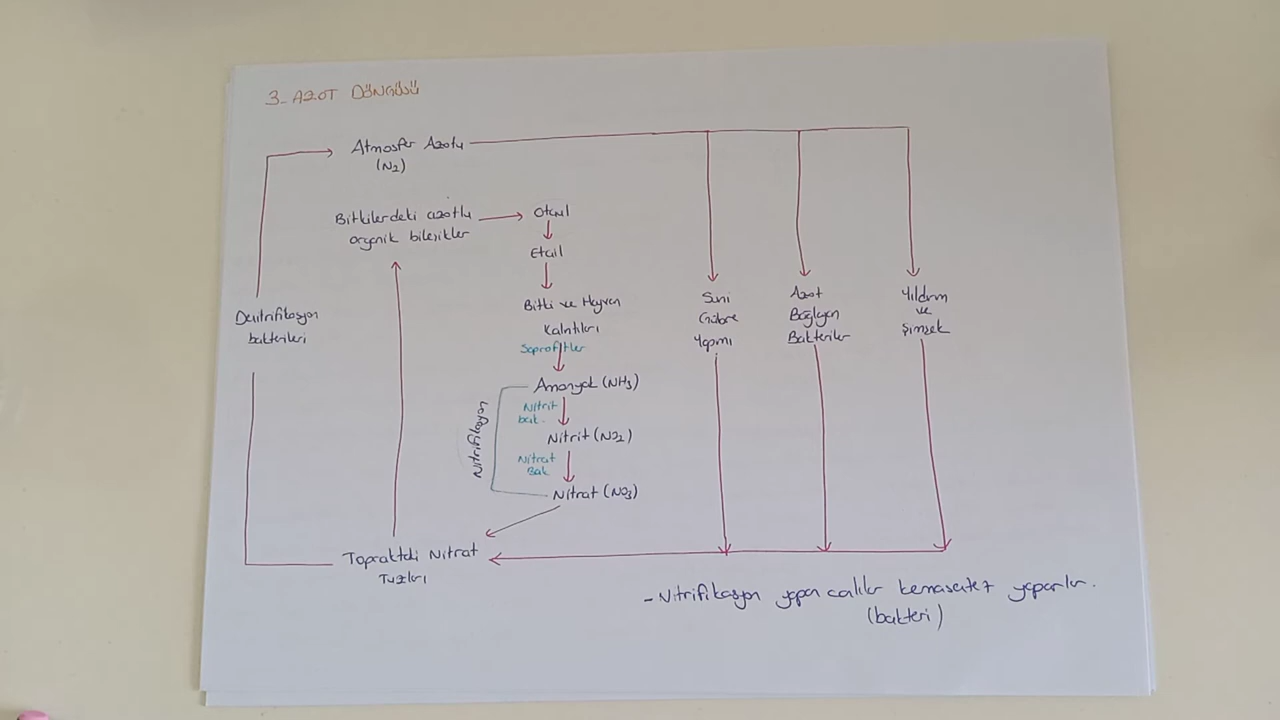 3- AZOT DÖNGÜSÜ
Atmosfer Azotu
(N2)
Bitkilerdeki azotlu
organik bileşikler
Otçul
Etçil
Bitki ve Hayvan
Kalıntıları
Saprofitler
Amonyak (NH3)
Nitrit
bak.
Nitrit (NO2)
Nitrat
Bak
Nitrat (NO3)
Nitrifikasyon
Denitrifikasyon
bakterileri
Suni
Gübre
Yapımı
Azot
Bağlayan
Bakteriler
Yıldırım
ve
Şimşek
Topraktaki Nitrat
Tuzları
- Nitrifikasyon yapan canlılar kemosentez yaparlar.
(bakteri)